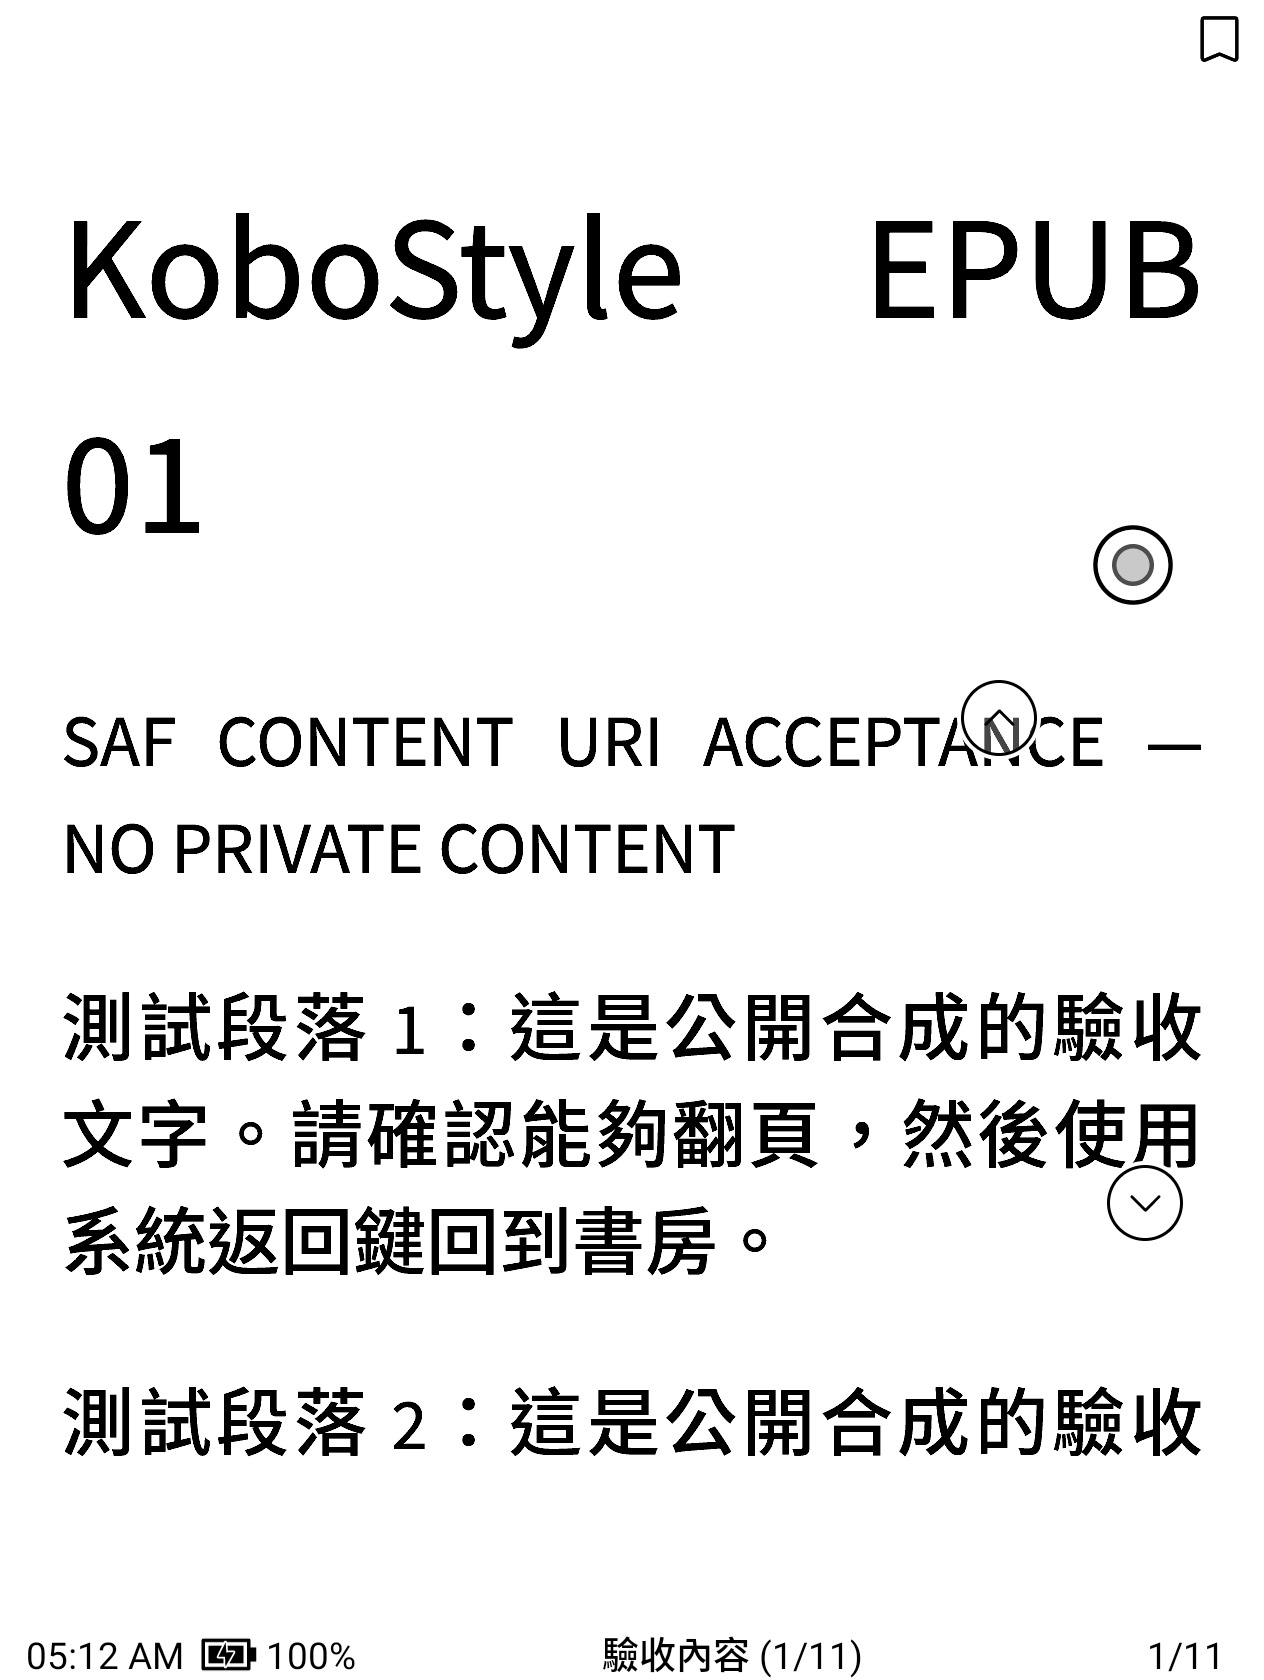 KoboStyle EPUB
01
SAF CONTENT URI ACCEPTANCE —
NO PRIVATE CONTENT
測試段落 1：這是公開合成的驗收
文字。請確認能夠翻頁，然後使用
系統返回鍵回到書房。
測試段落 2：這是公開合成的驗收
05:12 AM 100% 驗收內容 (1/11) 1/11